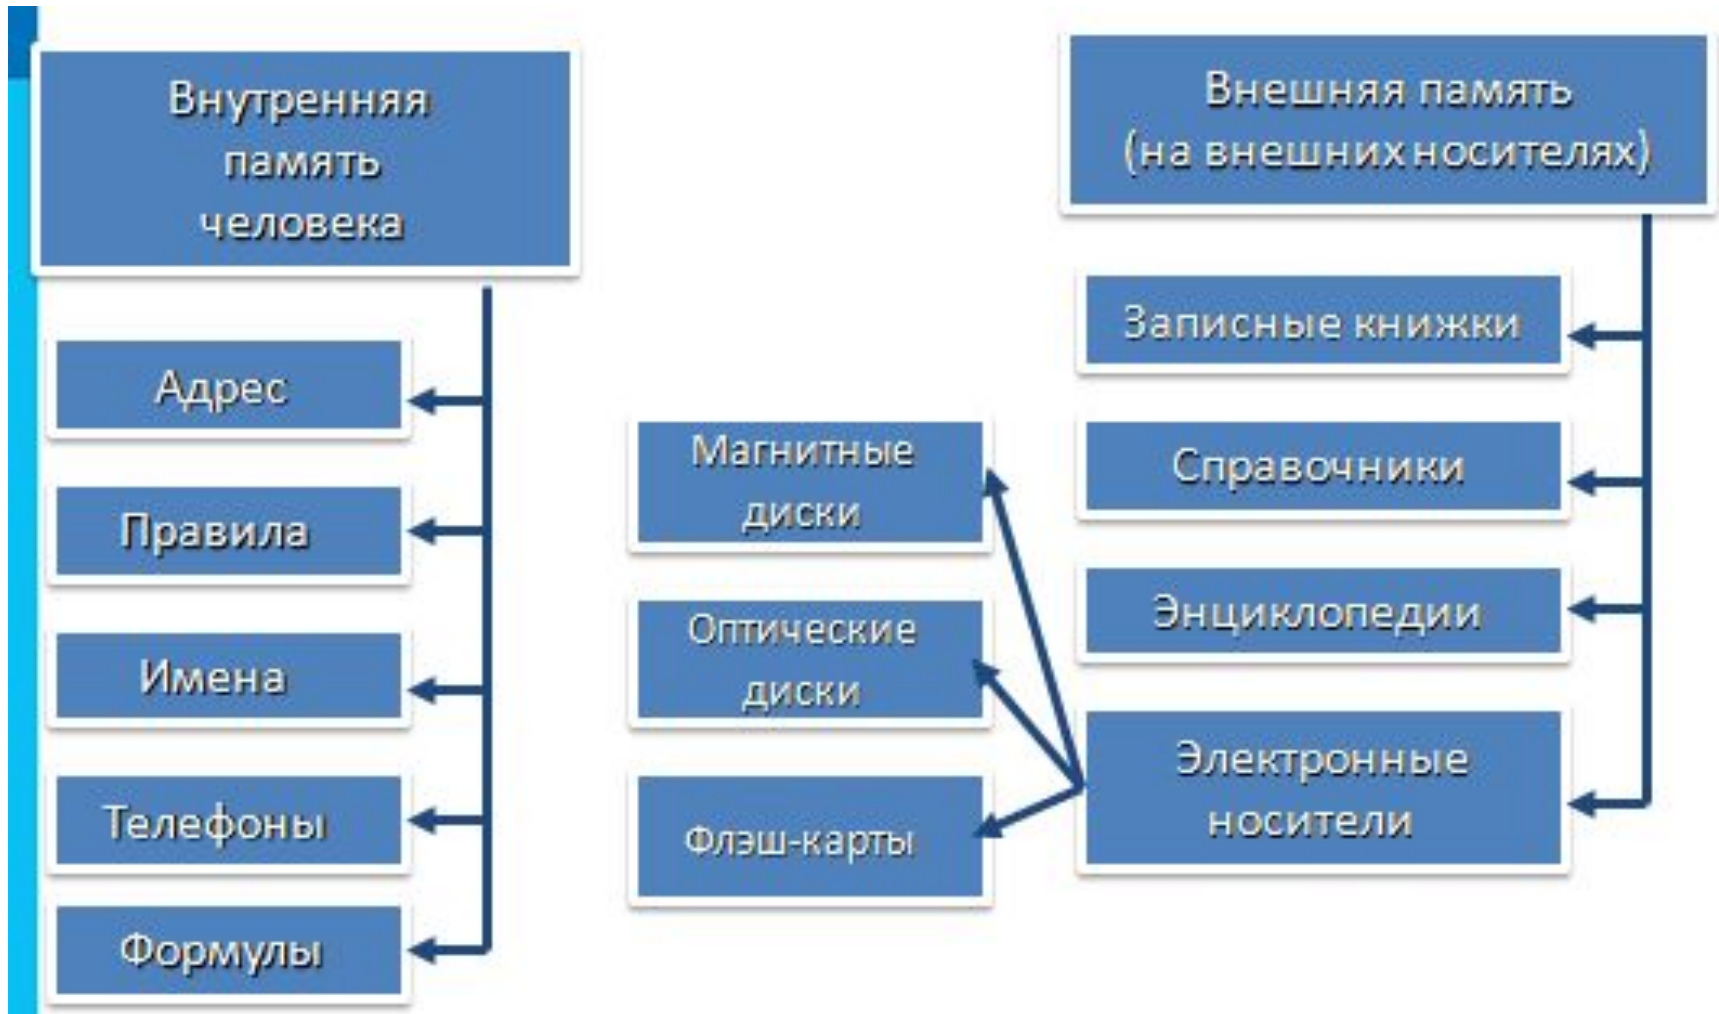 Внутренняя
память
человека
Адрес
Правила
Имена
Телефоны
Формулы
Внешняя память
(на внешних носителях)
Записные книжки
Справочники
Энциклопедии
Электронные
носители
Магнитные
диски
Оптические
диски
Флэш-карты